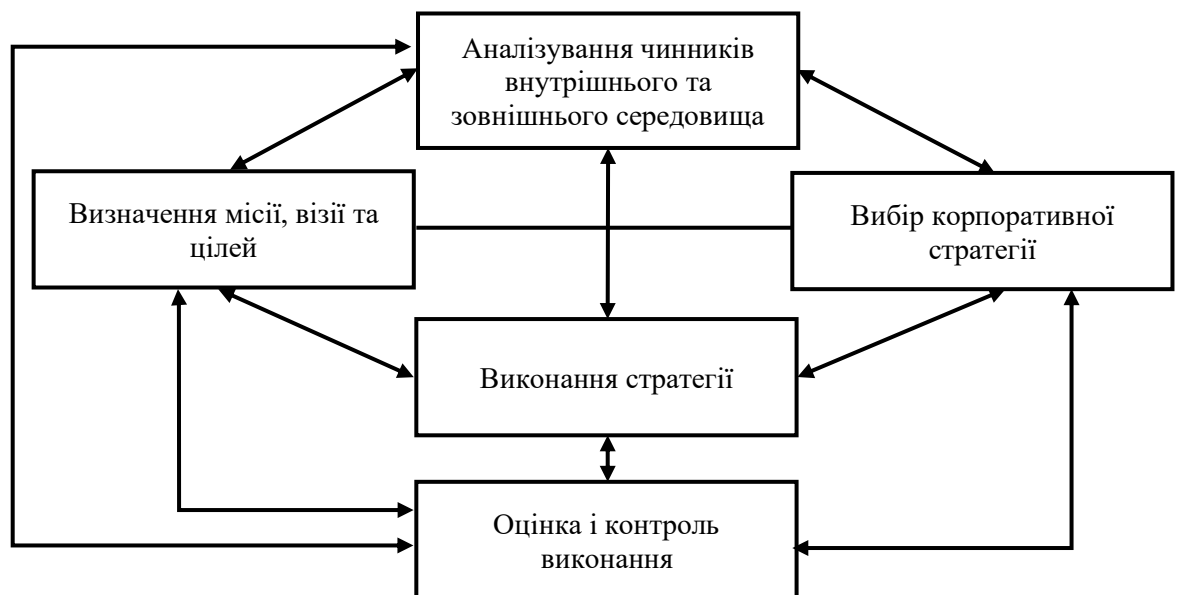 Аналізування чинників
внутрішнього та
зовнішнього середовища
Визначення місії, візії та
цілей
Вибір корпоративної
стратегії
Виконання стратегії
Оцінка і контроль
виконання